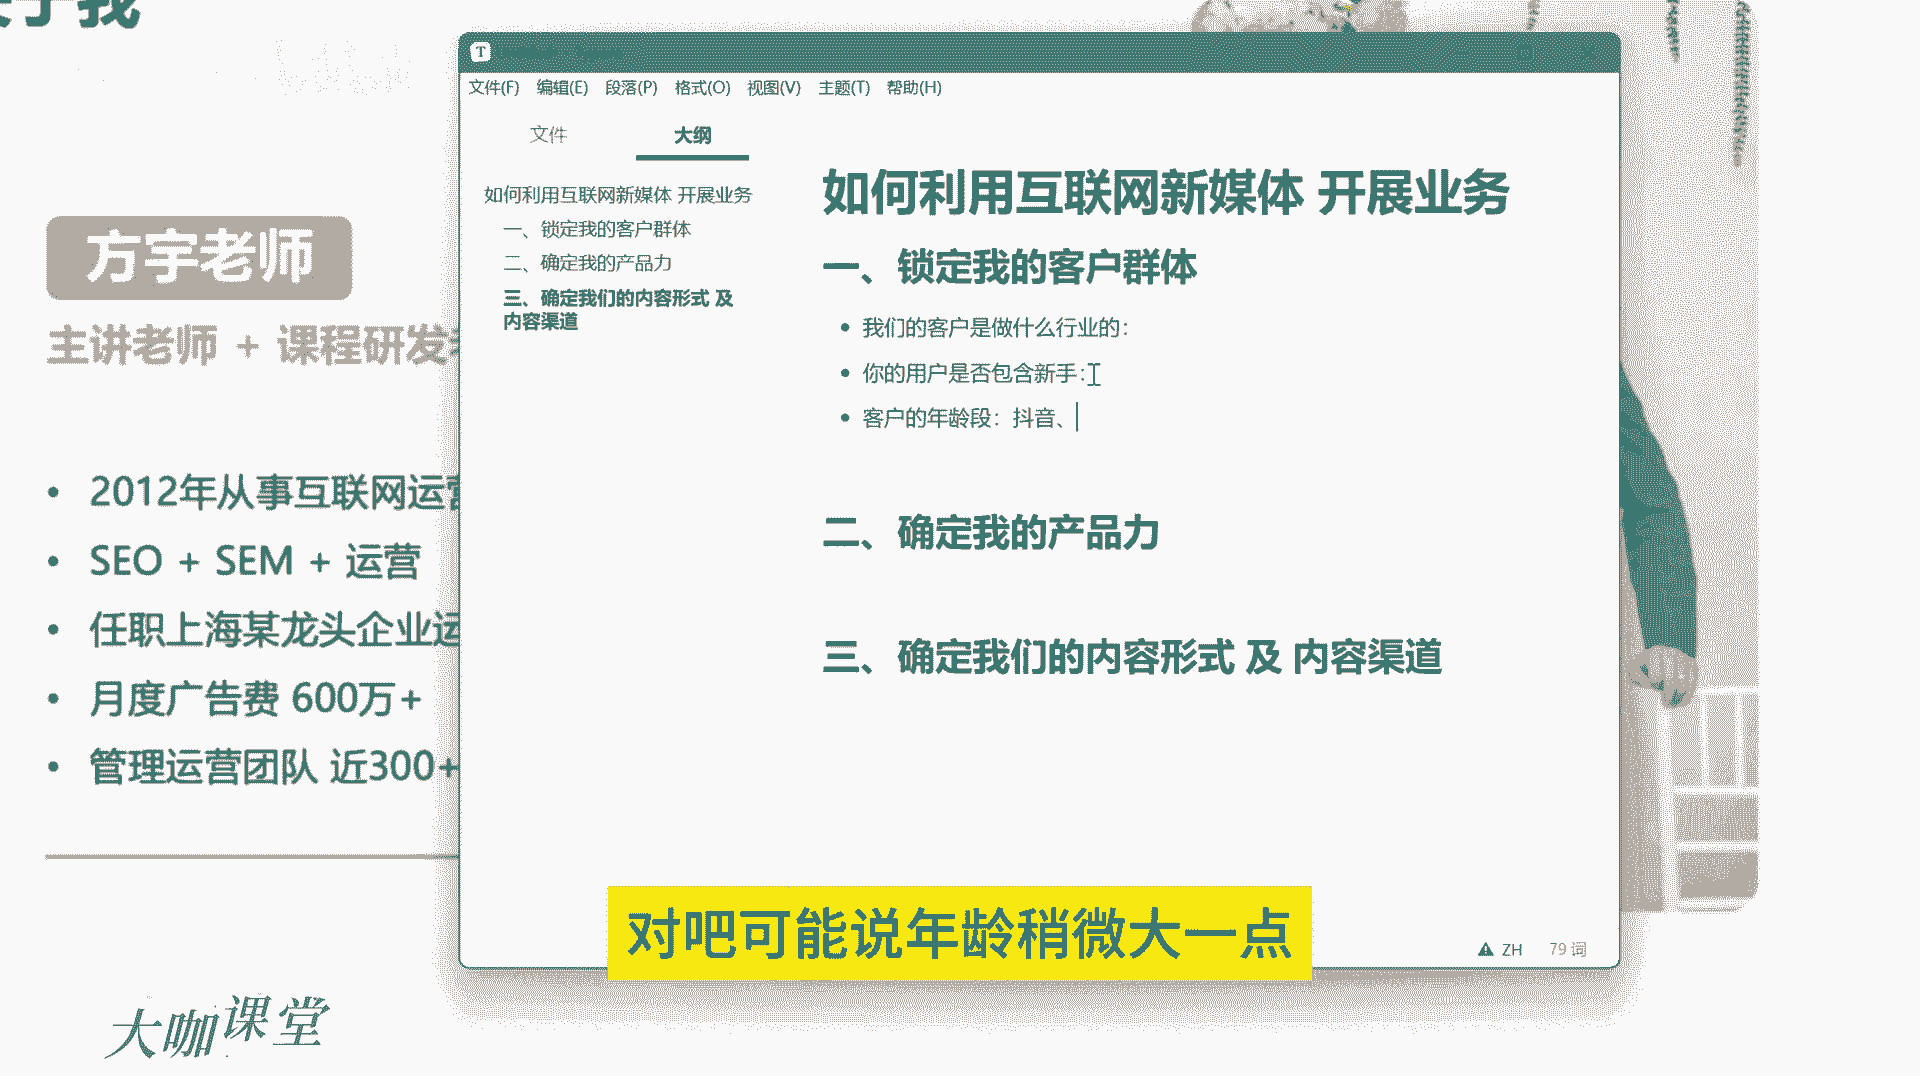 方宇老师
主讲老师 + 课程研发
2012年从事互联网运营
SEO + SEM + 运营
任职上海某龙头企业运
月度广告费 600万+
管理运营团队 近300+
大咖课堂
T
文件(F) 编辑(E) 段落(P) 格式(O) 视图(V) 主题(T) 帮助(H)
文件 大纲
如何利用互联网新媒体 开展业务
一、锁定我的客户群体
二、确定我的产品力
三、确定我们的内容形式 及
内容渠道
如何利用互联网新媒体 开展业务
一、锁定我的客户群体
我们的客户是做什么行业的：
你的用户是否包含新手：
客户的年龄段：抖音、
二、确定我的产品力
三、确定我们的内容形式 及 内容渠道
ZH 79 词
对吧可能说年龄稍微大一点